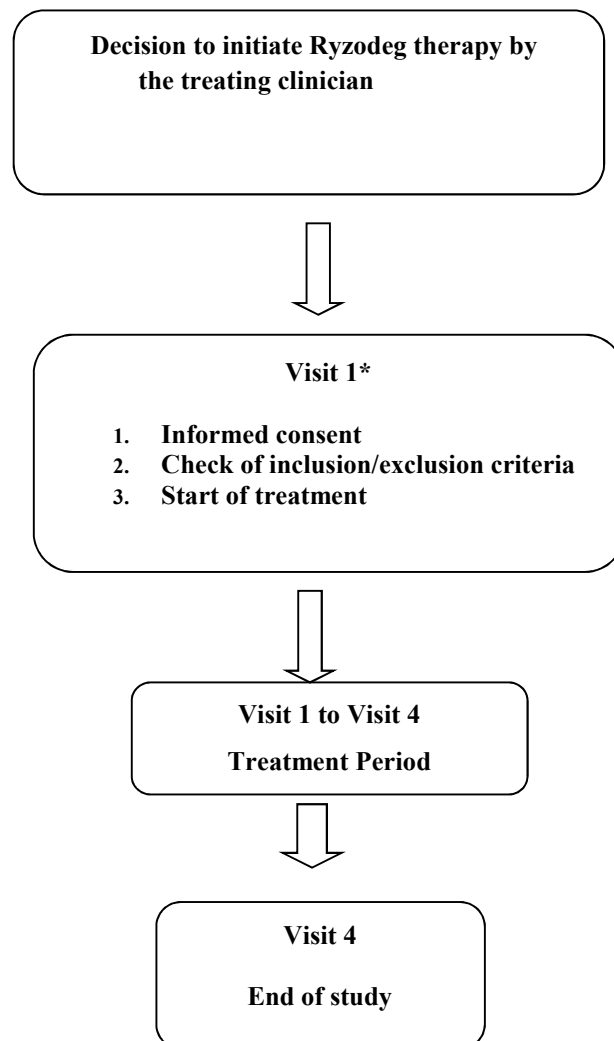 Decision to initiate Ryzodeg therapy by
the treating clinician
Visit 1*
1. Informed consent
2. Check of inclusion/exclusion criteria
3. Start of treatment
Visit 1 to Visit 4
Treatment Period
Visit 4
End of study